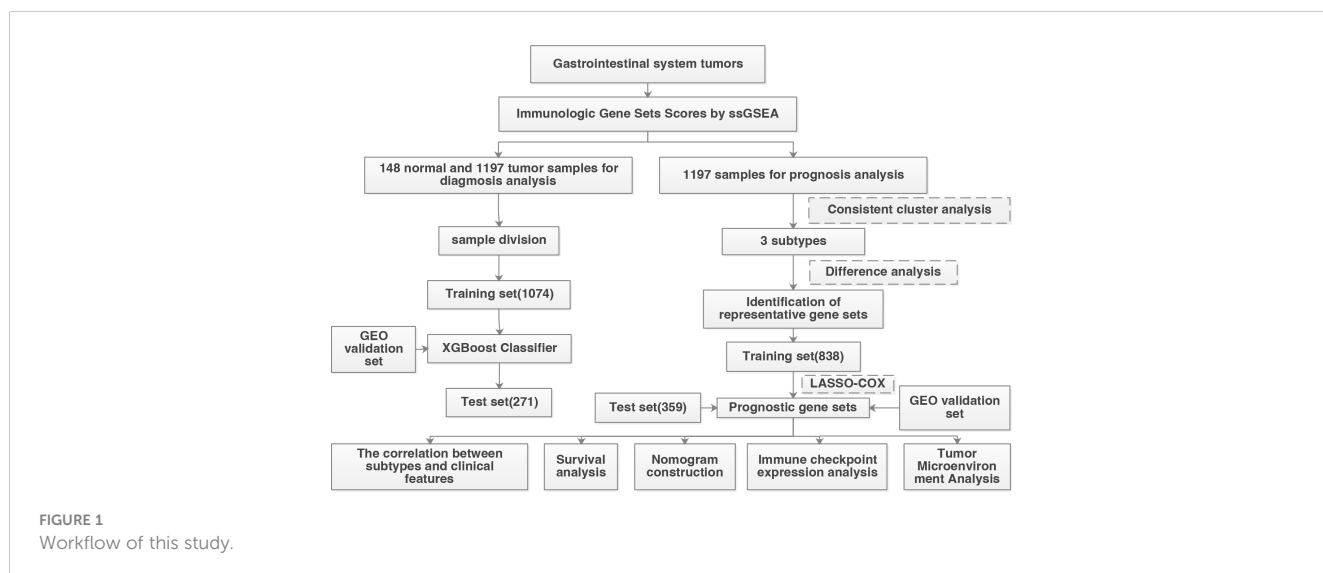 Gastrointestinal system tumors
Immunologic Gene Sets Scores by ssGSEA
148 normal and 1197 tumor samples for
diagnosis analysis
1197 samples for prognosis analysis
Consistent cluster analysis
sample division
3 subtypes
Difference analysis
Training set(1074)
Identification of
representative gene sets
GEO
validation
set
XGBoost Classifier
Training set(838)
LASSO-COX
Test set(271)
Test set(359)
Prognostic gene sets
GEO validation
set
The correlation between
subtypes and clinical
features
Survival
analysis
Nomogram
construction
Immune checkpoint
expression analysis
Tumor
Microenviron
ment Analysis
FIGURE 1
Workflow of this study.